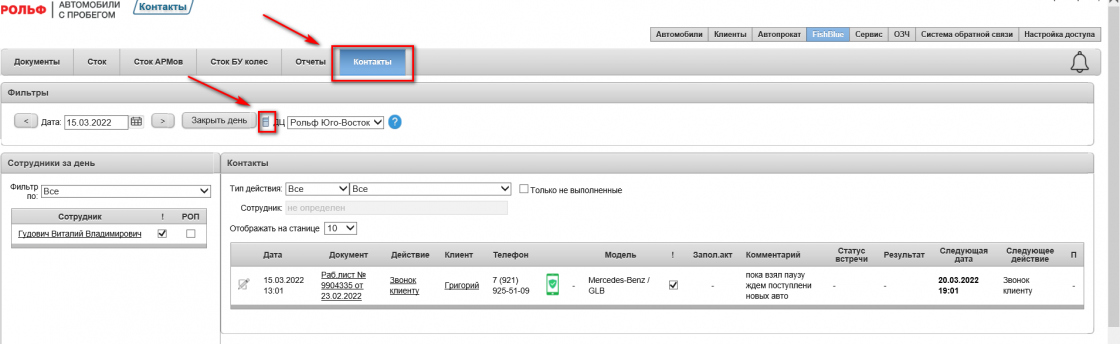 РОЛЬФ
АВТОМОБИЛИ
С ПРОБЕГОМ
Контакты
Автомобили Клиенты Автопрокат FishBlue Сервис ОЗЧ Система обратной связи Настройка доступа
Документы Сток Сток АРМов Сток БУ колес Отчеты Контакты
Фильтры
< Дата: 15.03.2022 > Закрыть день ДЦ Рольф Юго-Восток ?
Сотрудники за день
Фильтр
по: Все
Сотрудник ! РОП
Гудович Виталий Владимирович
Контакты
Тип действия: Все Все Только не выполненные
Сотрудник: не определен
Отображать на станице 10
Дата Документ Действие Клиент Телефон Модель ! Запол.акт Комментарий Статус встречи Результат Следующая дата Следующее действие П
15.03.2022 13:01 Раб.лист № 9904335 от 23.02.2022 Звонок клиенту Григорий 7 (921) 925-51-09 - Mercedes-Benz / GLB - пока взял паузу ждем поступлени новых авто - - 20.03.2022 19:01 Звонок клиенту -